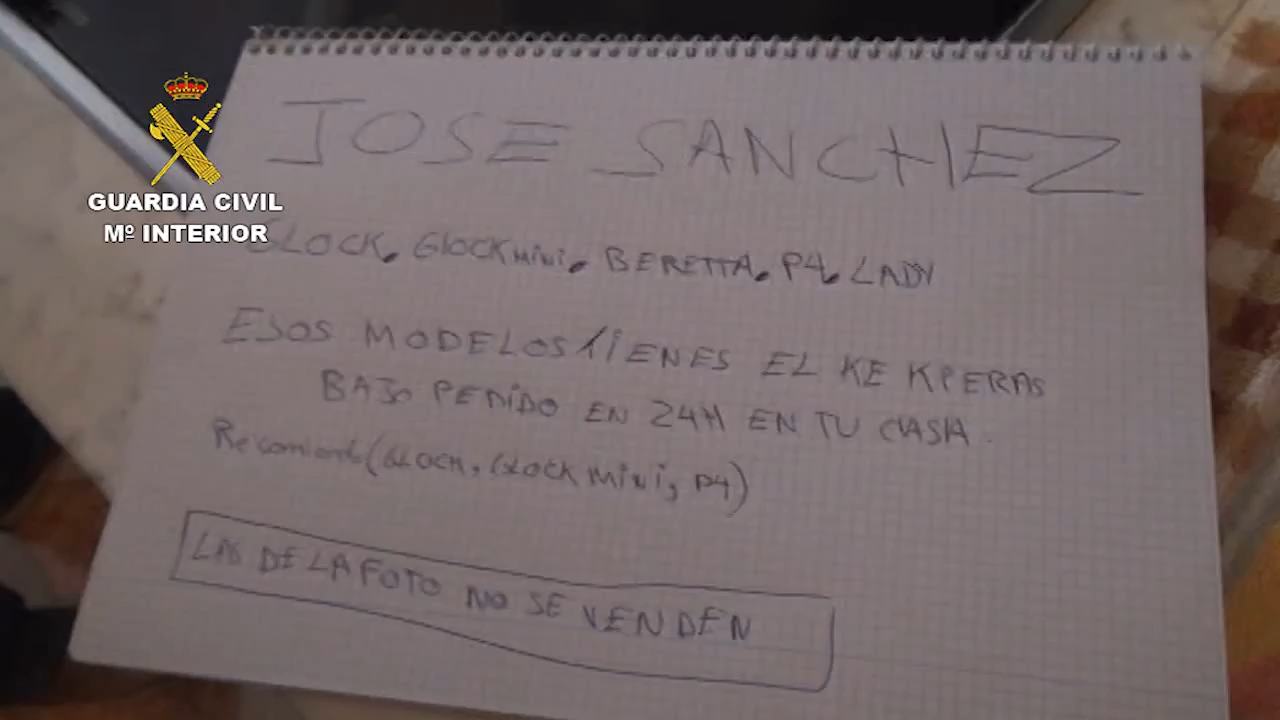 GUARDIA CIVIL
Mº INTERIOR
JOSE SANCHEZ
GLOCK, GlOCK MiNi, BERETTA, P4, LADY
ESOS MODELOS TiENES EL KE KPERAS
BAJO PEDiDO EN 24H EN TU CASA.
Recomiendo (GLOCK, GLOCK MiNi, P4)
LAS DE LA FOTO NO SE VENDEN